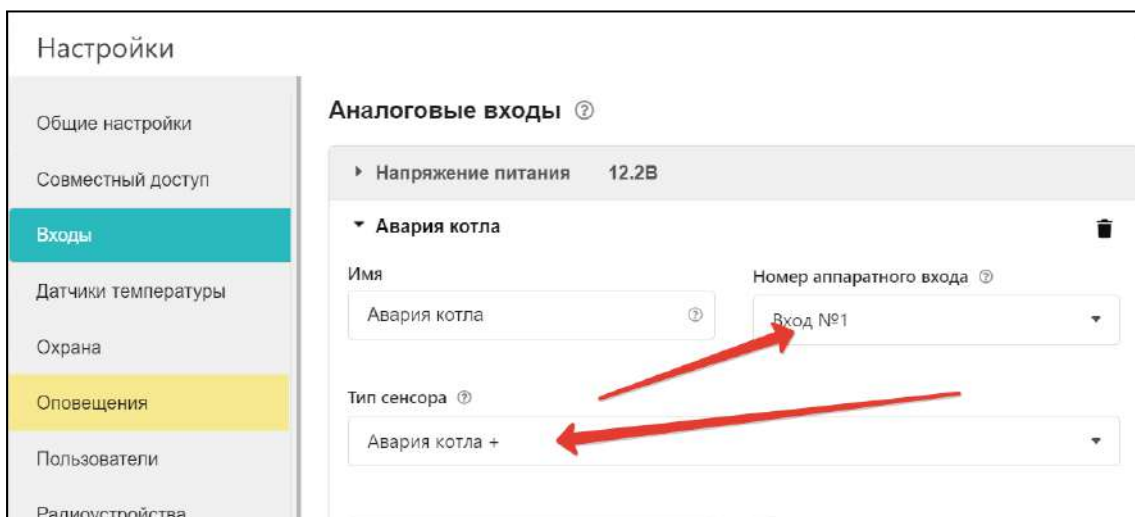 Настройки
Общие настройки
Совместный доступ
Входы
Датчики температуры
Охрана
Оповещения
Пользователи
Радиоустройства
Аналоговые входы
Напряжение питания 12.2В
Авария котла
Имя
Номер аппаратного входа
Авария котла
Вход №1
Тип сенсора
Авария котла +